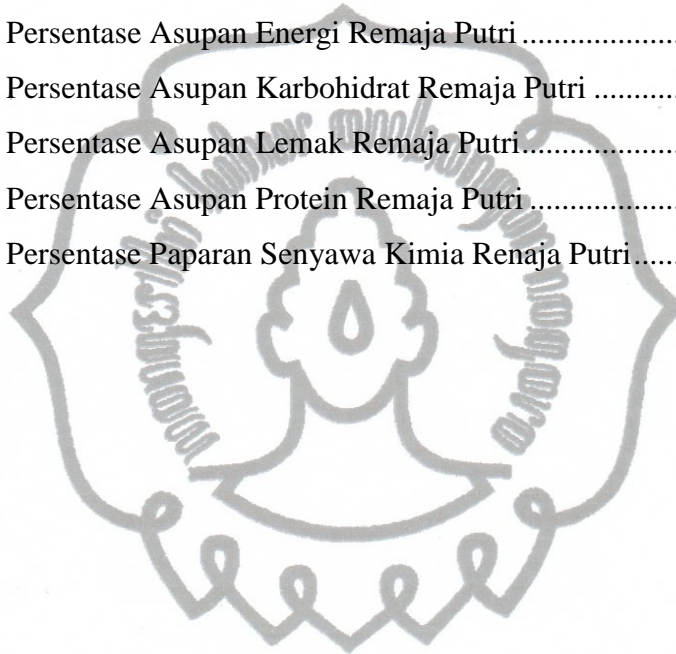 Persentase Asupan Energi Remaja Putri ....................
Persentase Asupan Karbohidrat Remaja Putri ...........
Persentase Asupan Lemak Remaja Putri....................
Persentase Asupan Protein Remaja Putri ...................
Persentase Paparan Senyawa Kimia Renaja Putri......